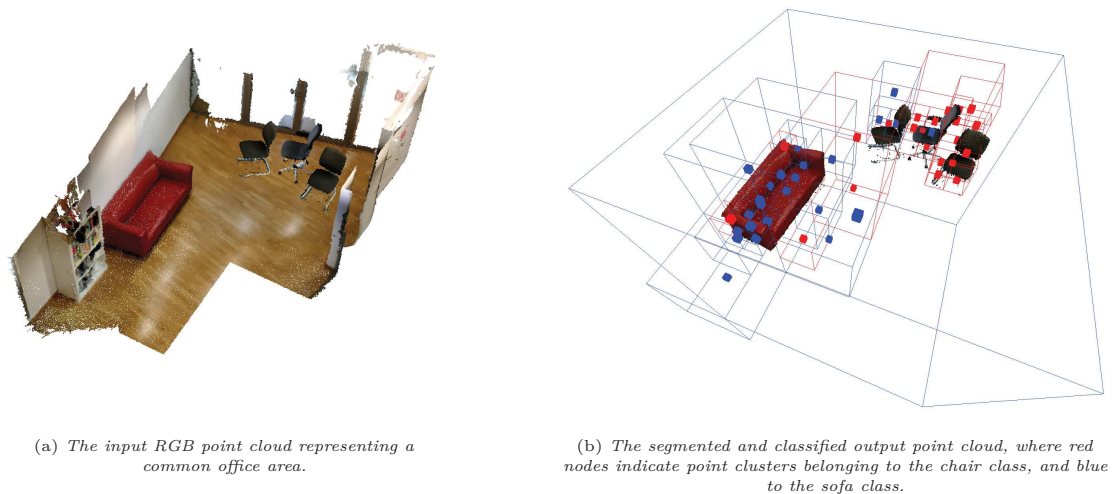 (a) The input RGB point cloud representing a
common office area.
(b) The segmented and classified output point cloud, where red
nodes indicate point clusters belonging to the chair class, and blue
to the sofa class.